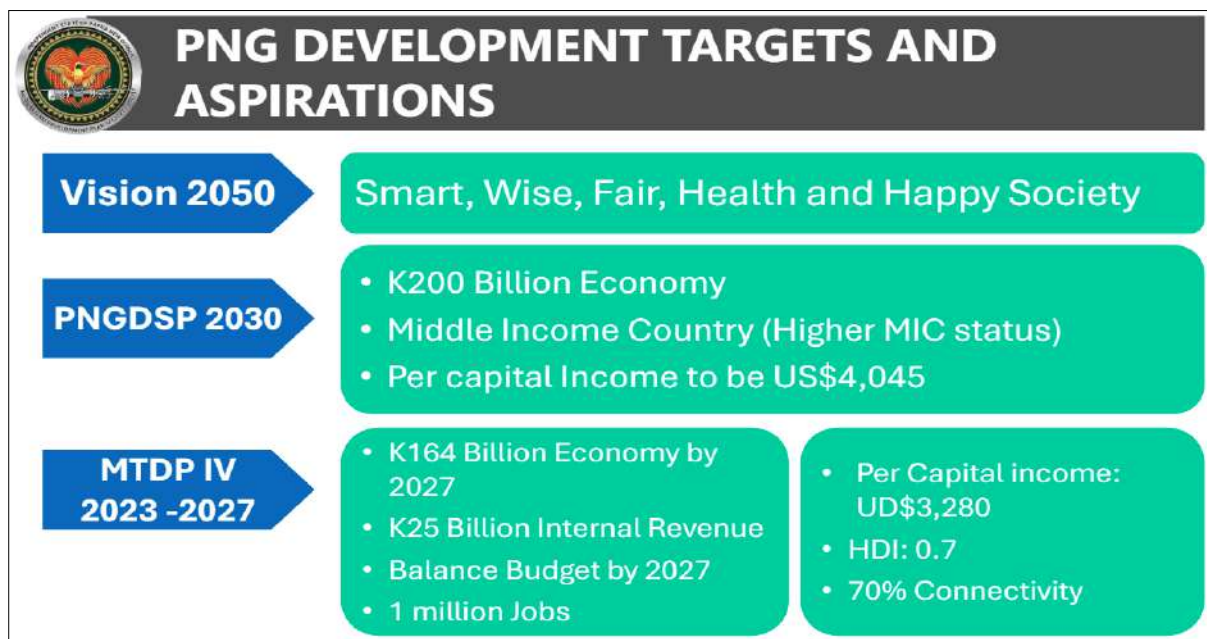 PNG DEVELOPMENT TARGETS AND
ASPIRATIONS
Vision 2050
Smart, Wise, Fair, Health and Happy Society
PNGDSP 2030
• K200 Billion Economy
• Middle Income Country (Higher MIC status)
• Per capital Income to be US$4,045
MTDP IV
2023 -2027
• K164 Billion Economy by
2027
• K25 Billion Internal Revenue
• Balance Budget by 2027
• 1 million Jobs
• Per Capital income:
UD$3,280
• HDI: 0.7
• 70% Connectivity